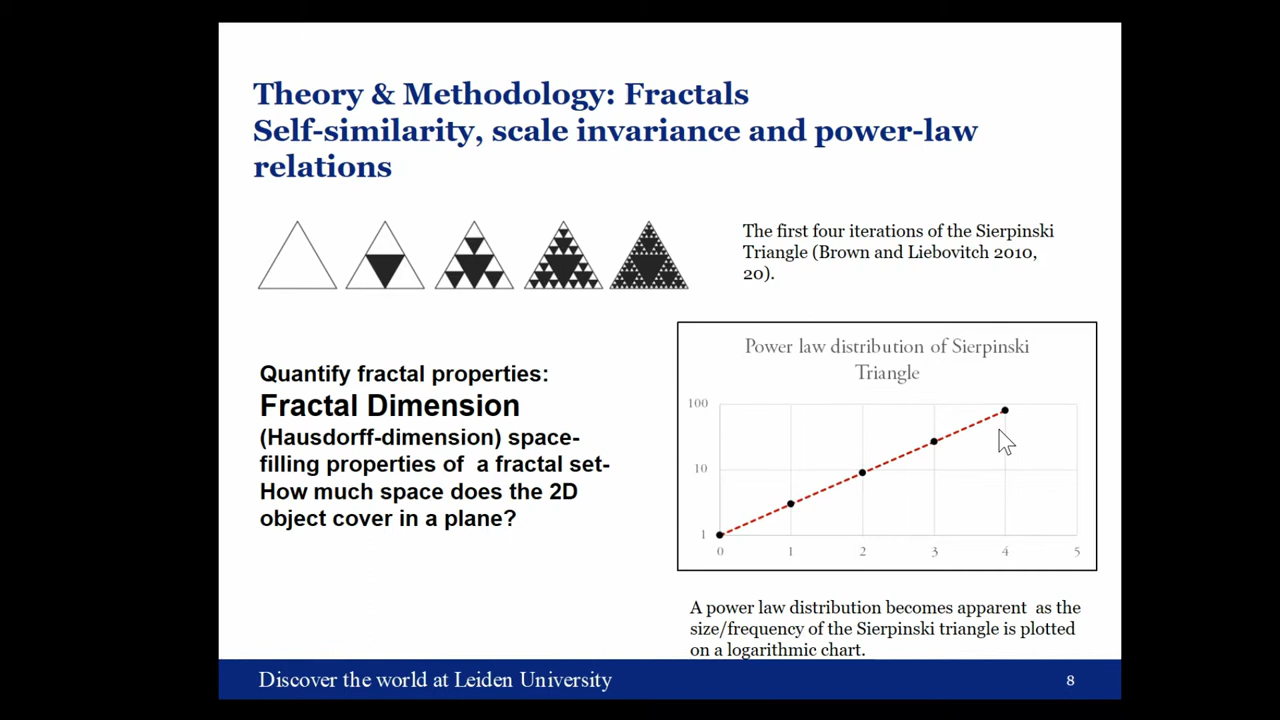 Theory & Methodology: Fractals
Self-similarity, scale invariance and power-law
relations
The first four iterations of the Sierpinski
Triangle (Brown and Liebovitch 2010,
20).
Quantify fractal properties:
Fractal Dimension
(Hausdorff-dimension) space-
filling properties of a fractal set-
How much space does the 2D
object cover in a plane?
Power law distribution of Sierpinski
Triangle
100
10
1
0 1 2 3 4 5
A power law distribution becomes apparent as the
size/frequency of the Sierpinski triangle is plotted
on a logarithmic chart.
Discover the world at Leiden University
8